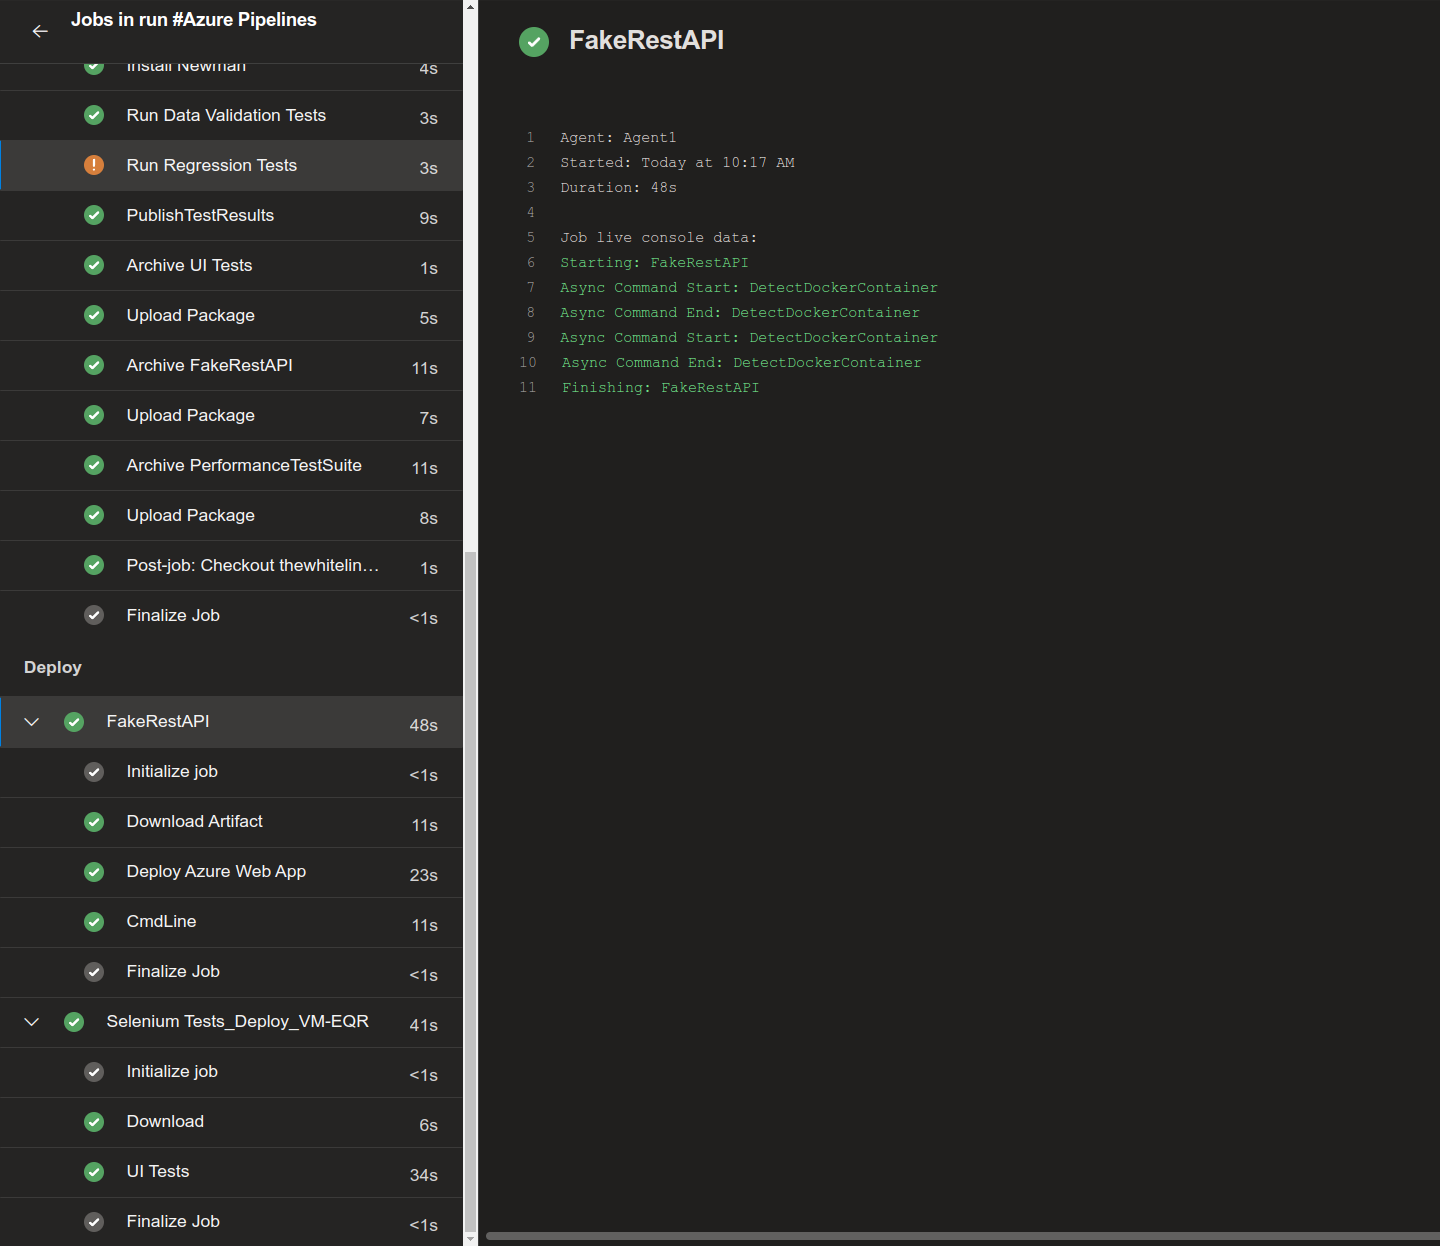 Jobs in run #Azure Pipelines
Install Newman 4s
Run Data Validation Tests 3s
Run Regression Tests 3s
PublishTestResults 9s
Archive UI Tests 1s
Upload Package 5s
Archive FakeRestAPI 11s
Upload Package 7s
Archive PerformanceTestSuite 11s
Upload Package 8s
Post-job: Checkout thewhitelin... 1s
Finalize Job <1s
Deploy
FakeRestAPI 48s
Initialize job <1s
Download Artifact 11s
Deploy Azure Web App 23s
CmdLine 11s
Finalize Job <1s
Selenium Tests_Deploy_VM-EQR 41s
Initialize job <1s
Download 6s
UI Tests 34s
Finalize Job <1s
FakeRestAPI
1 Agent: Agent1
2 Started: Today at 10:17 AM
3 Duration: 48s
4
5 Job live console data:
6 Starting: FakeRestAPI
7 Async Command Start: DetectDockerContainer
8 Async Command End: DetectDockerContainer
9 Async Command Start: DetectDockerContainer
10 Async Command End: DetectDockerContainer
11 Finishing: FakeRestAPI